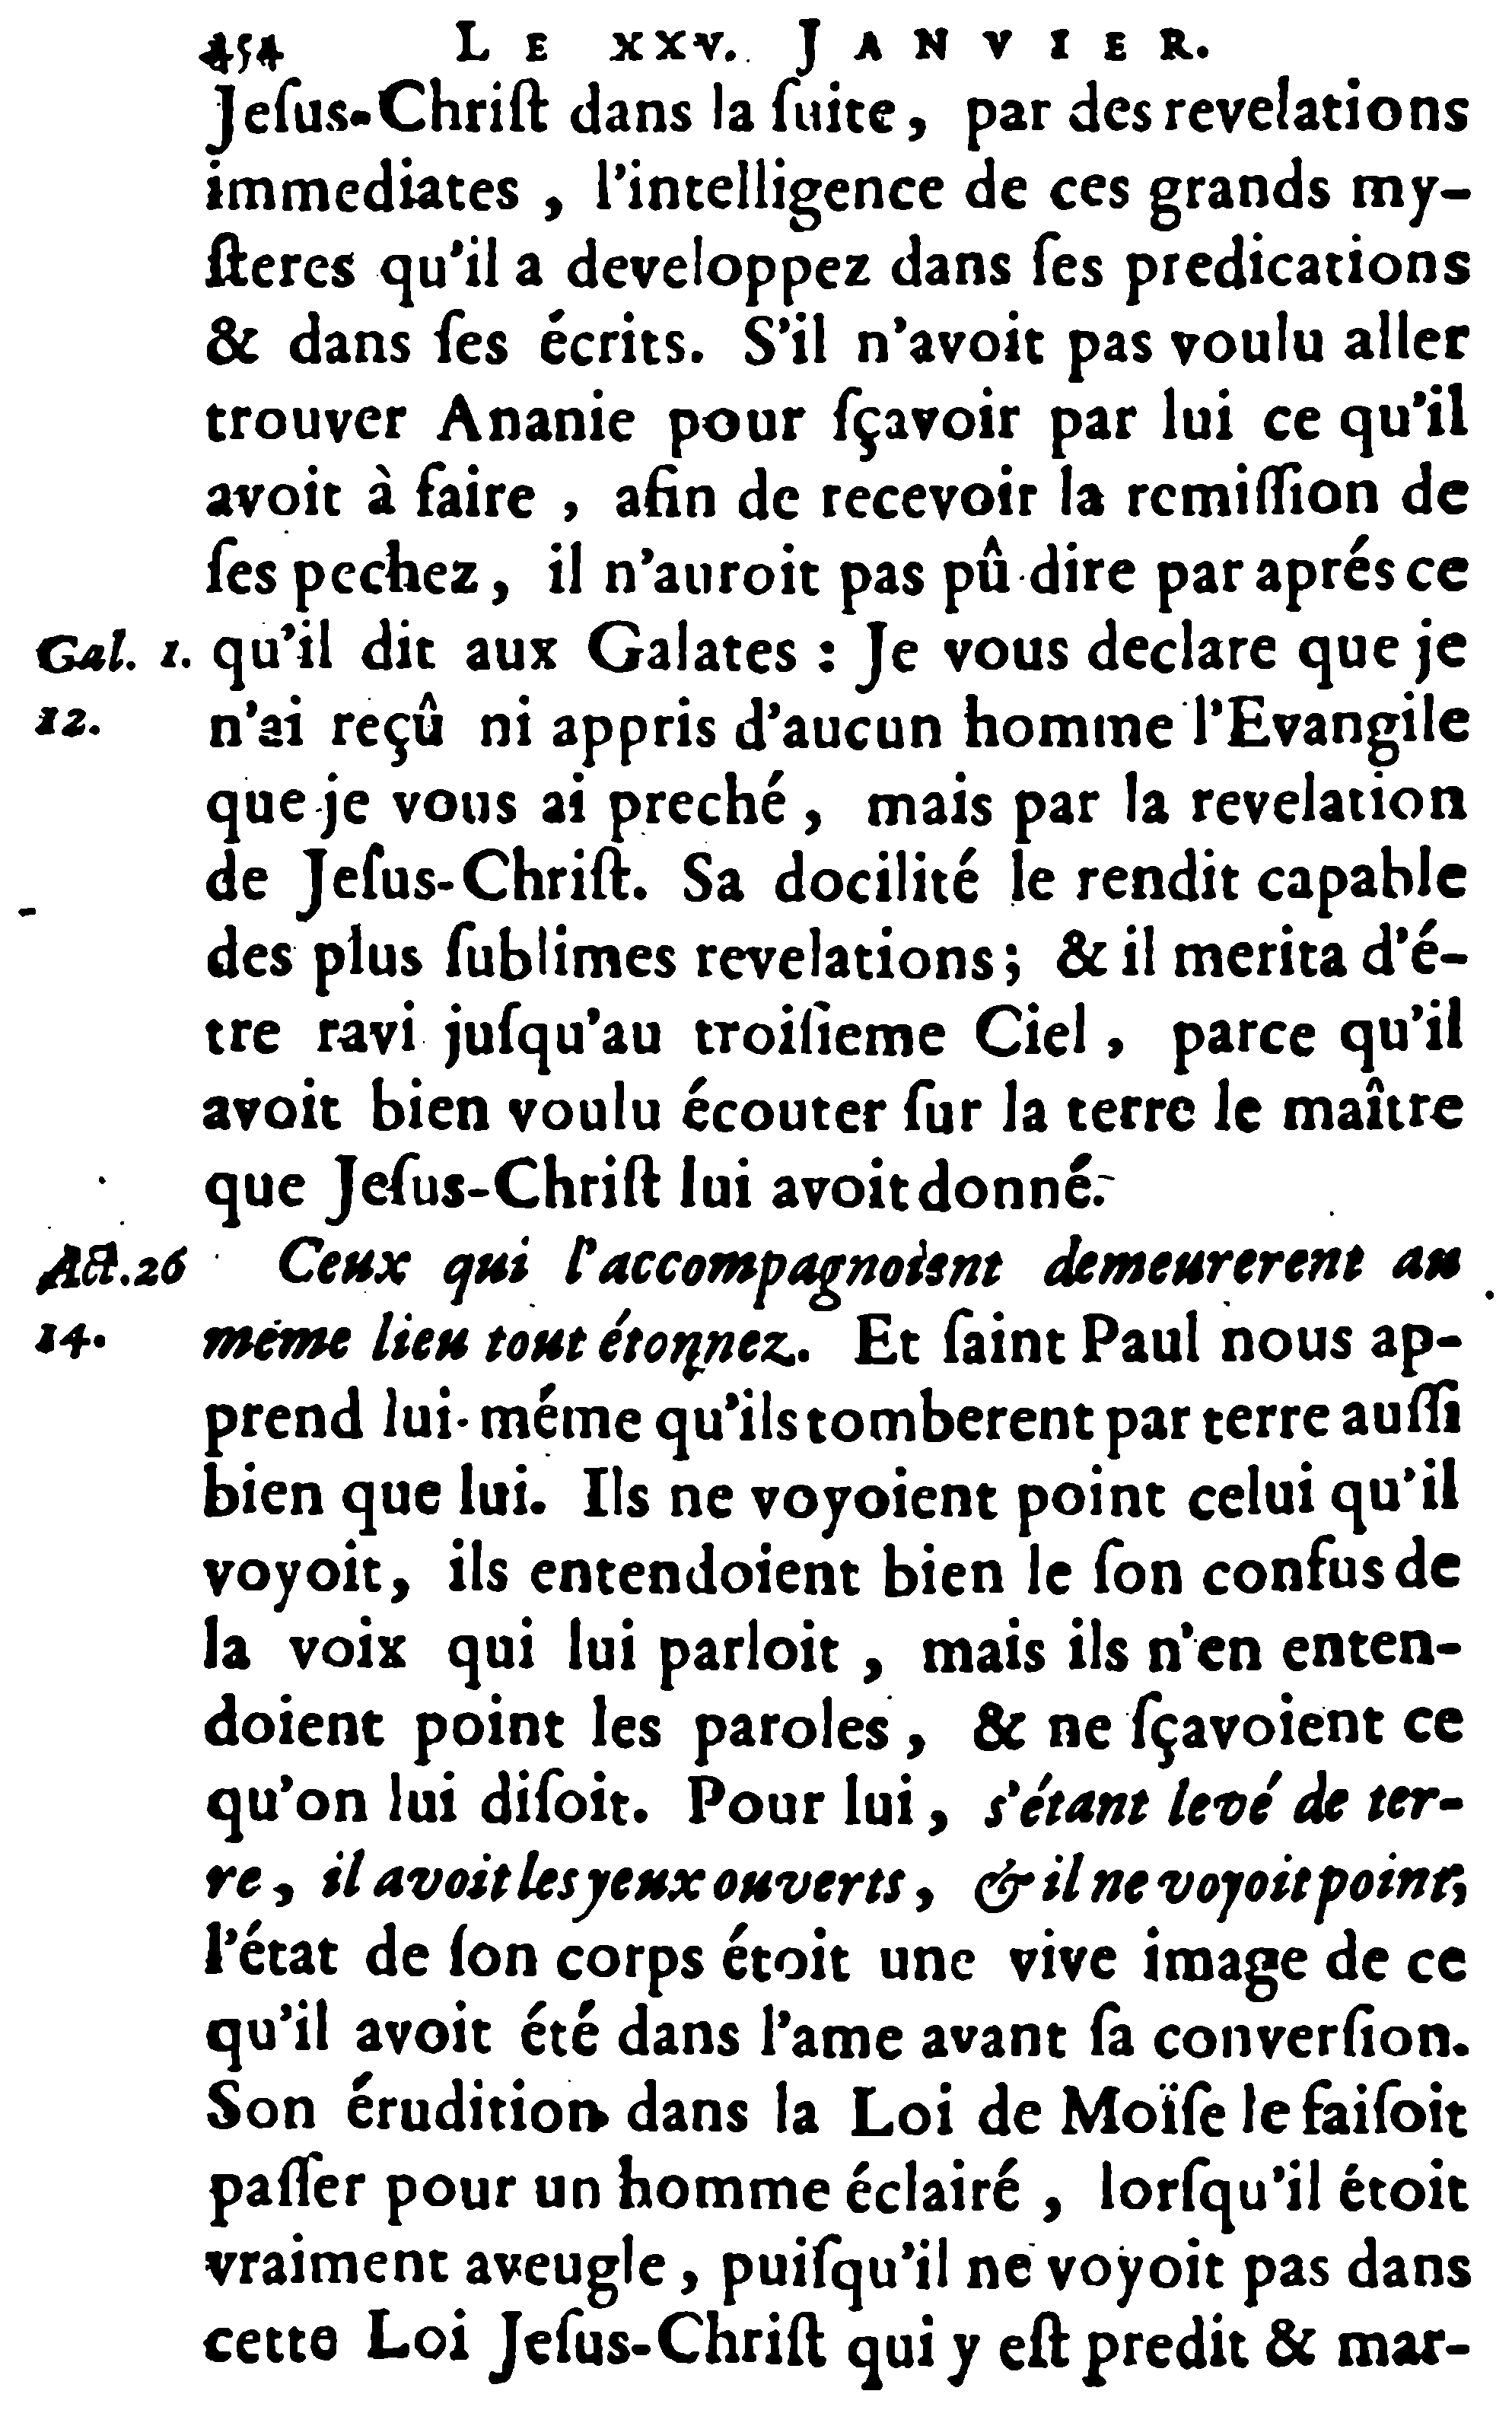 454 LE XXV. JANVIER.
Jeſus-Chriſt dans la ſuite, par des revelations
immediates, l'intelligence de ces grands my-
ſteres qu'il a developpez dans ſes predications
& dans ſes écrits. S'il n'avoit pas voulu aller
trouver Ananie pour ſçavoir par lui ce qu'il
avoit à faire, afin de recevoir la remiſſion de
ſes pechez, il n'auroit pas pû dire par aprés ce
Gal. 1. qu'il dit aux Galates : Je vous declare que je
12. n'ai reçû ni appris d'aucun homme l'Evangile
que je vous ai preché, mais par la revelation
de Jeſus-Chriſt. Sa docilité le rendit capable
des plus ſublimes revelations; & il merita d'é-
tre ravi juſqu'au troiſieme Ciel, parce qu'il
avoit bien voulu écouter ſur la terre le maître
que Jeſus-Chriſt lui avoit donné.
Act. 26 Ceux qui l'accompagnoient demeurerent au
14. méme lieu tout étonnez. Et ſaint Paul nous ap-
prend lui-méme qu'ils tomberent par terre auſſi
bien que lui. Ils ne voyoient point celui qu'il
voyoit, ils entendoient bien le ſon confus de
la voix qui lui parloit, mais ils n'en enten-
doient point les paroles, & ne ſçavoient ce
qu'on lui diſoit. Pour lui, s'étant levé de ter-
re, il avoit les yeux ouverts, & il ne voyoit point;
l'état de ſon corps étoit une vive image de ce
qu'il avoit été dans l'ame avant ſa converſion.
Son érudition dans la Loi de Moïſe le faiſoit
paſſer pour un homme éclairé, lorſqu'il étoit
vraiment aveugle, puiſqu'il ne voyoit pas dans
cette Loi Jeſus-Chriſt qui y eſt predit & mar-